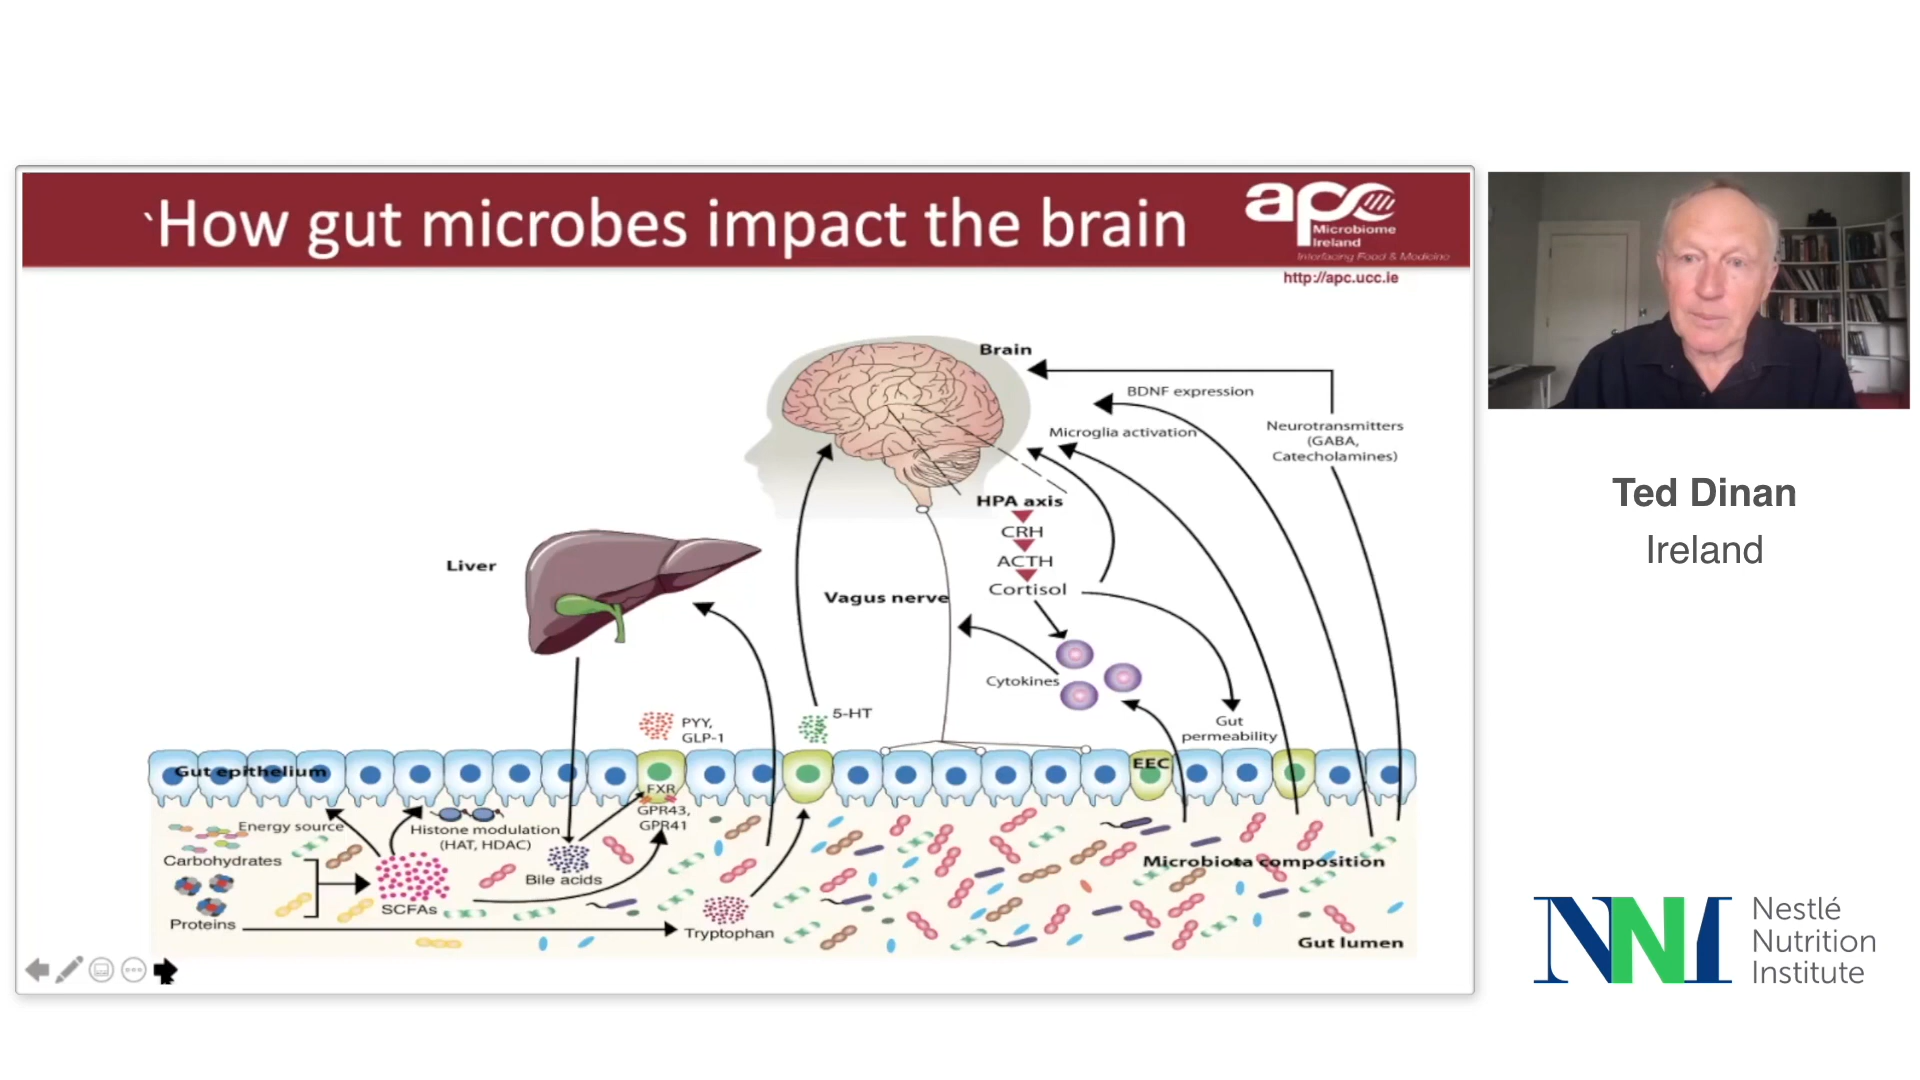 `How gut microbes impact the brain
apc
Microbiome
Ireland
Interfacing Food & Medicine
http://apc.ucc.ie
Brain
BDNF expression
Neurotransmitters
(GABA,
Catecholamines)
Microglia activation
HPA axis
CRH
ACTH
Cortisol
Liver
Vagus nerve
Cytokines
PYY,
GLP-1
5-HT
Gut
permeability
Gut epithelium
EEC
FXR
GPR43,
GPR41
Energy source
Histone modulation
(HAT, HDAC)
Carbohydrates
Bile acids
Microbiota composition
SCFAs
Proteins
Tryptophan
Gut lumen
Ted Dinan
Ireland
NNI
Nestlé
Nutrition
Institute